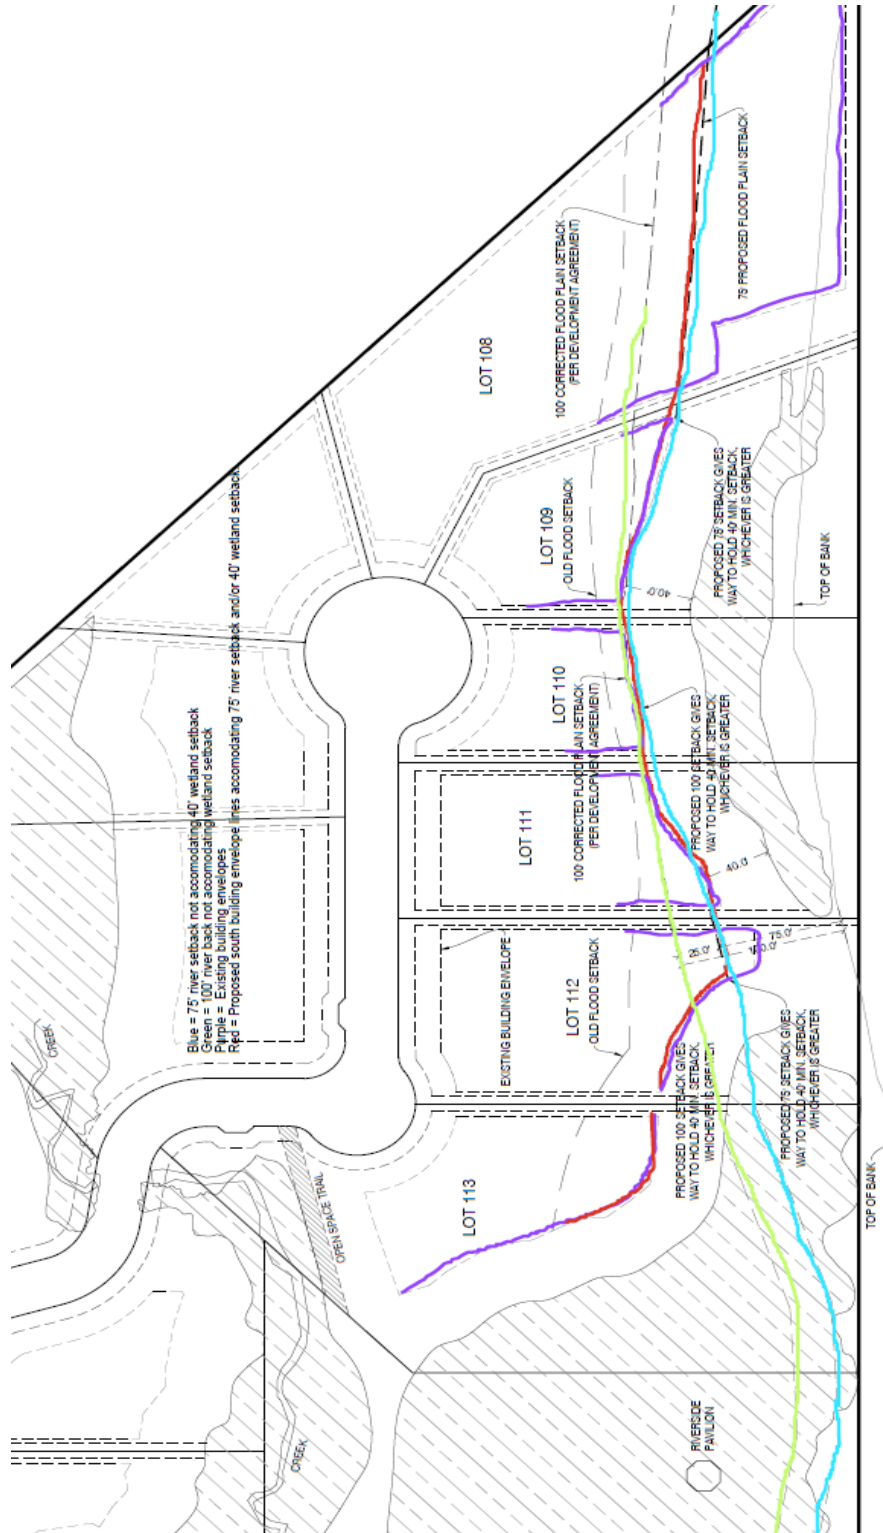 75' PROPOSED FLOOD PLAIN SETBACK
100' CORRECTED FLOOD PLAIN SETBACK
(PER DEVELOPMENT AGREEMENT)
LOT 108
LOT 109
OLD FLOOD SETBACK
PROPOSED 75' SETBACK GIVES
WAY TO HOLD 40' MIN. SETBACK,
WHICHEVER IS GREATER
TOP OF BANK
40.0'
LOT 110
100' CORRECTED FLOOD PLAIN SETBACK
(PER DEVELOPMENT AGREEMENT)
PROPOSED 100' SETBACK GIVES
WAY TO HOLD 40' MIN. SETBACK,
WHICHEVER IS GREATER
LOT 111
40.0'
Blue = 75' river setback not accomodating 40' wetland setback
Green = 100' river back not accomodating wetland setback
Purple = Existing building envelopes
Red = Proposed south building envelope lines accomodating 75' river setback and/or 40' wetland setback
EXISTING BUILDING ENVELOPE
LOT 112
OLD FLOOD SETBACK
75.0'
PROPOSED 100' SETBACK GIVES
WAY TO HOLD 40' MIN. SETBACK,
WHICHEVER IS GREATER
PROPOSED 75' SETBACK GIVES
WAY TO HOLD 40' MIN. SETBACK,
WHICHEVER IS GREATER
CREEK
OPEN SPACE TRAIL
LOT 113
TOP OF BANK
CREEK
RIVERSIDE
PAVILION